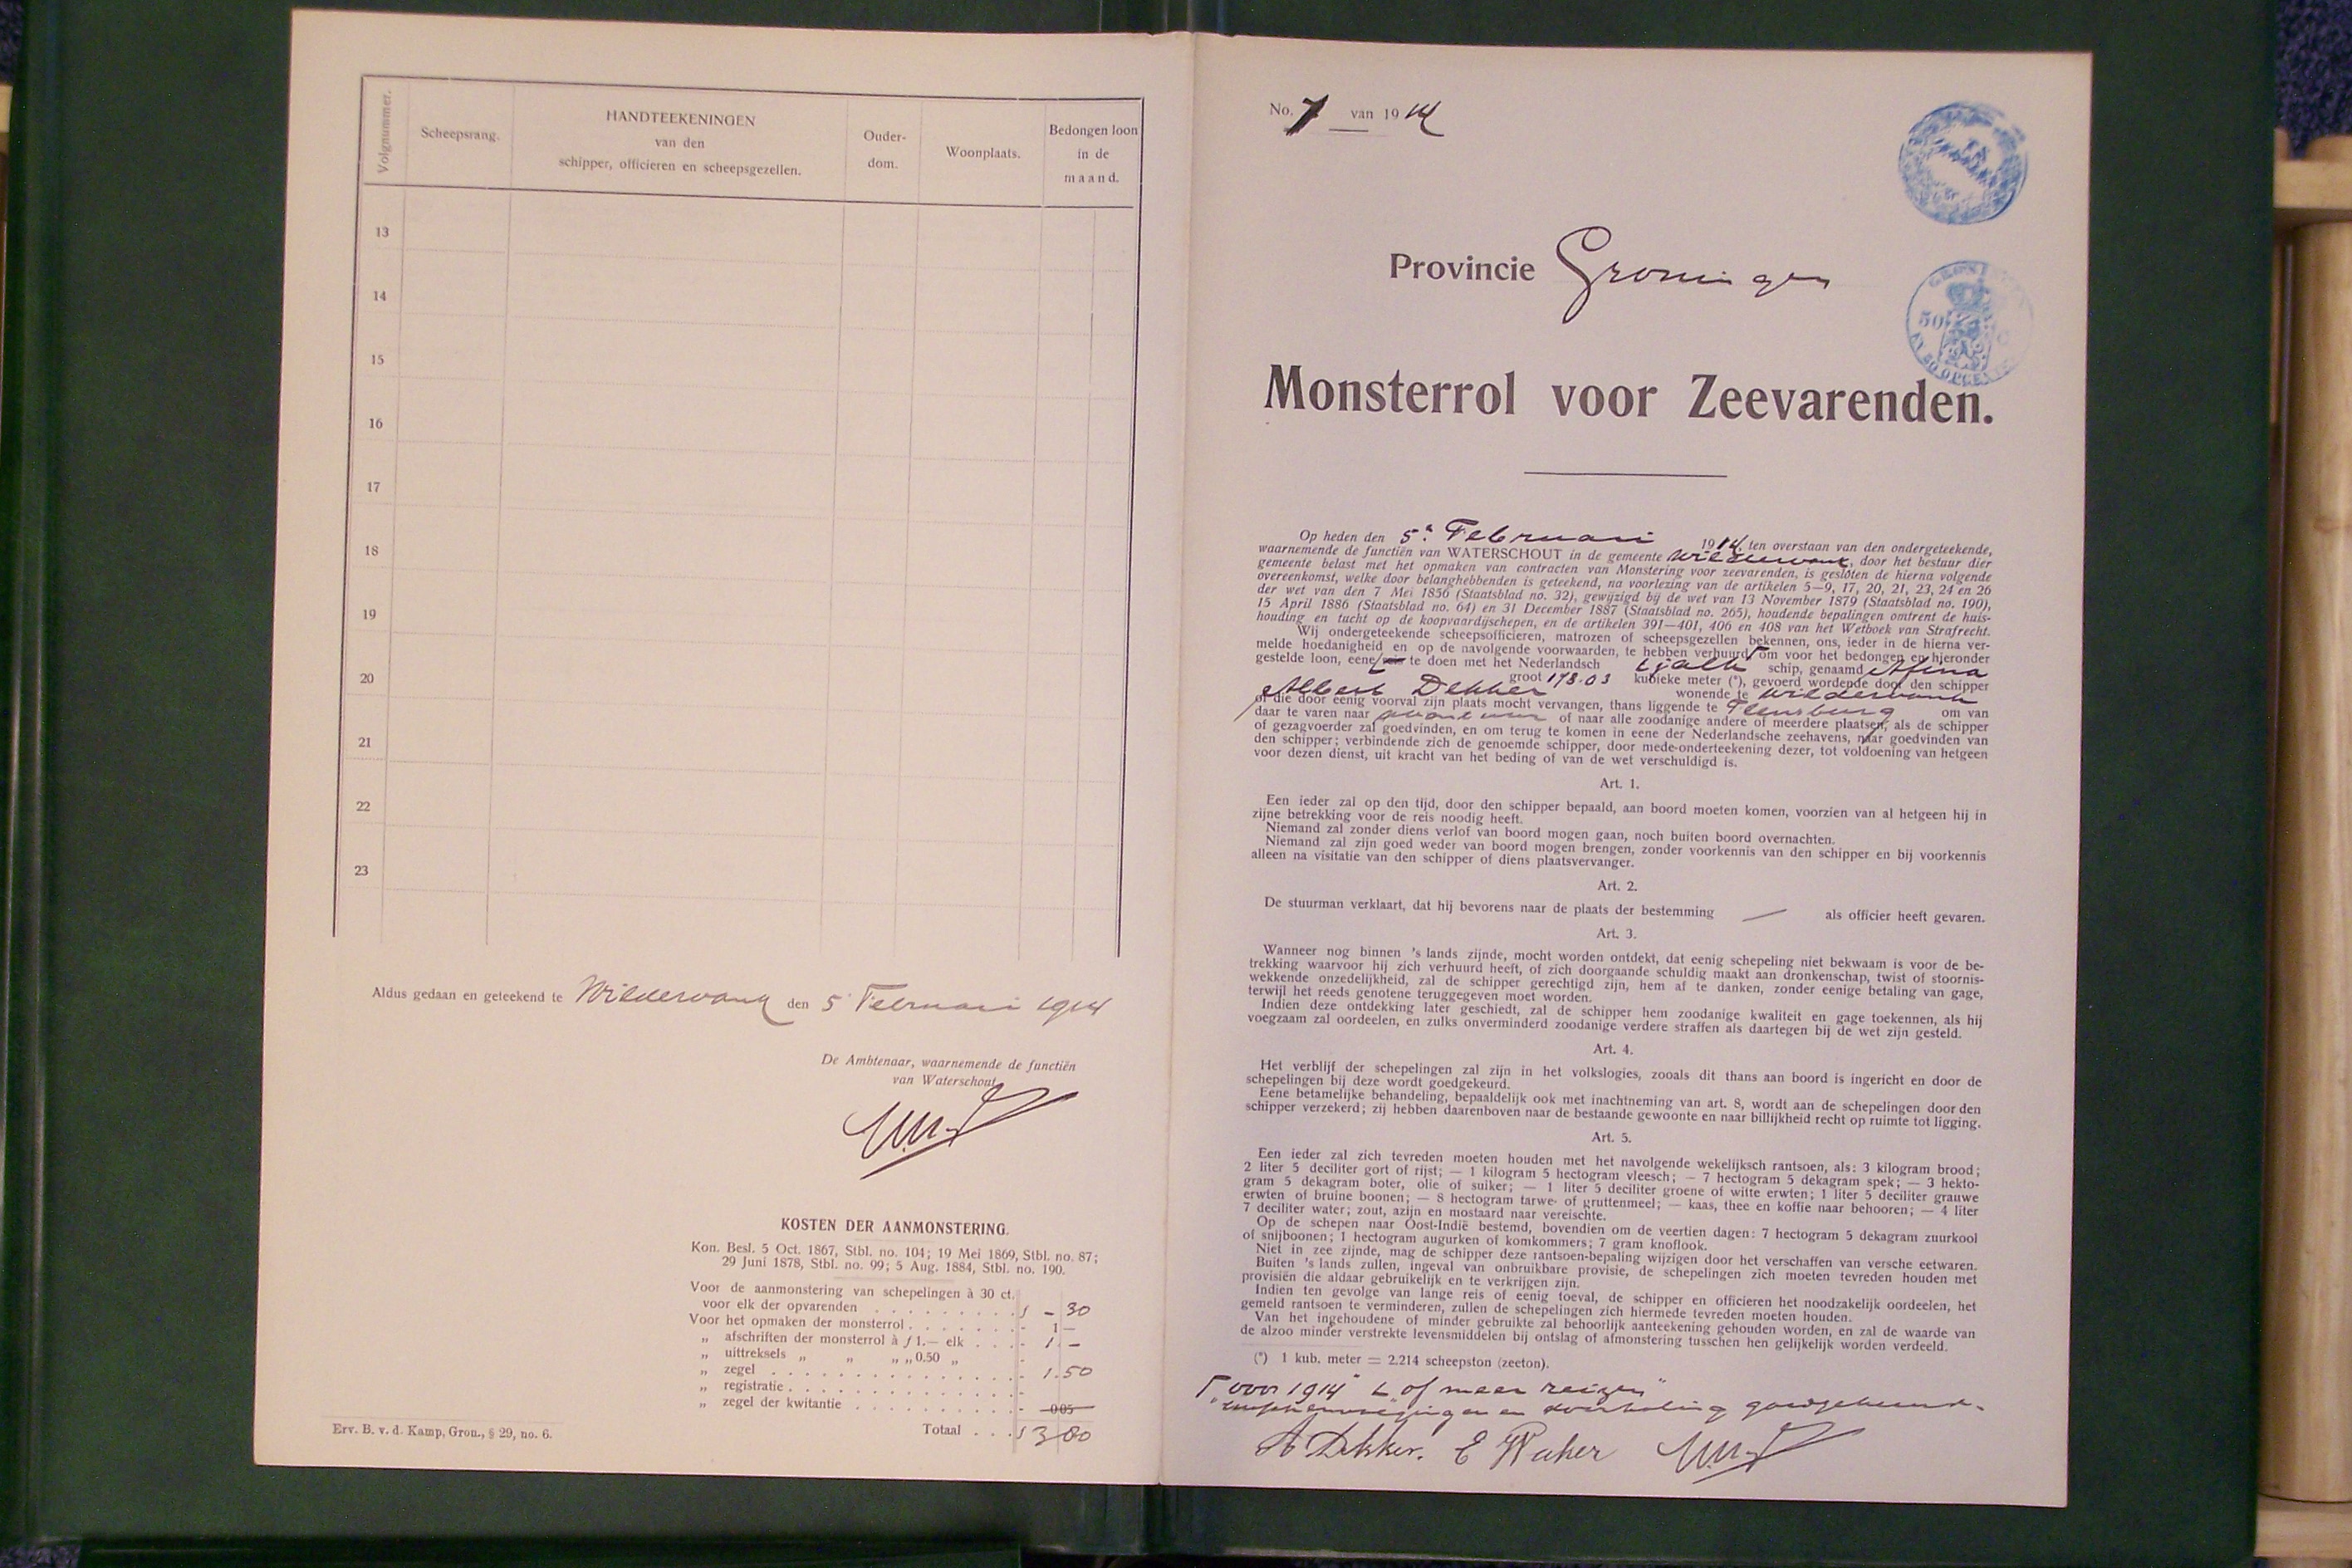 Volgnummer.
Scheepsrang.
HANDTEEKENINGEN
van den
schipper, officieren en scheepsgezellen.
Ouder-
dom.
Woonplaats.
Bedongen loon
in de
maand.
13
14
15
16
17
18
19
20
21
22
23
Aldus gedaan en geteekend te Wildervank den 5 Februari 1914
De Ambtenaar, waarnemende de functiën
van Waterschout
KOSTEN DER AANMONSTERING.
Kon. Besl. 5 Oct. 1867, Stbl. no. 104; 19 Mei 1869, Stbl. no. 87;
29 Juni 1878, Stbl. no. 99; 5 Aug. 1884, Stbl. no. 190.
Voor de aanmonstering van schepelingen à 30 ct.
voor elk der opvarenden . . . . . . . . . ƒ - 30
Voor het opmaken der monsterrol . . . . . . . - 1 -
„ afschriften der monsterrol à ƒ 1.— elk . . . - 1 . -
„ uittreksels „ „ „ „ 0.50 „ -
„ zegel . . . . . . . . . . . . . . . - 1.50
„ registratie . . . . . . . . . . . . . -
„ zegel der kwitantie . . . . . . . . . . - 005
Totaal . . . ƒ 3 80
Erv. B. v. d. Kamp, Gron., § 29, no. 6.
No. 7 van 1914
Provincie Groningen
50
Monsterrol voor Zeevarenden.
Op heden den 5e Februari 1914, ten overstaan van den ondergeteekende,
waarnemende de functiën van WATERSCHOUT in de gemeente Wildervank, door het bestuur dier
gemeente belast met het opmaken van contracten van Monstering voor zeevarenden, is gesloten de hierna volgende
overeenkomst, welke door belanghebbenden is geteekend, na voorlezing van de artikelen 5—9, 17, 20, 21, 23, 24 en 26
der wet van den 7 Mei 1856 (Staatsblad no. 32), gewijzigd bij de wet van 13 November 1879 (Staatsblad no. 190),
15 April 1886 (Staatsblad no. 64) en 31 December 1887 (Staatsblad no. 265), houdende bepalingen omtrent de huis-
houding en tucht op de koopvaardijschepen, en de artikelen 391—401, 406 en 408 van het Wetboek van Strafrecht.
Wij ondergeteekende scheepsofficieren, matrozen of scheepsgezellen bekennen, ons, ieder in de hierna ver-
melde hoedanigheid en op de navolgende voorwaarden, te hebben verhuurd om voor het bedongen en hieronder
gestelde loon, eene reis te doen met het Nederlandsch tjalk schip, genaamd Afina
groot 178.03 kubieke meter (*), gevoerd wordende door den schipper
Albert Dekker wonende te Wildervank
of die door eenig voorval zijn plaats mocht vervangen, thans liggende te Flensburg om van
daar te varen naar of naar alle zoodanige andere of meerdere plaatsen, als de schipper
of gezagvoerder zal goedvinden, en om terug te komen in eene der Nederlandsche zeehavens, naar goedvinden van
den schipper; verbindende zich de genoemde schipper, door mede-onderteekening dezer, tot voldoening van hetgeen
voor dezen dienst, uit kracht van het beding of van de wet verschuldigd is.
Art. 1.
Een ieder zal op den tijd, door den schipper bepaald, aan boord moeten komen, voorzien van al hetgeen hij in
zijne betrekking voor de reis noodig heeft.
Niemand zal zonder diens verlof van boord mogen gaan, noch buiten boord overnachten.
Niemand zal zijn goed weder van boord mogen brengen, zonder voorkennis van den schipper en bij voorkennis
alleen na visitatie van den schipper of diens plaatsvervanger.
Art. 2.
De stuurman verklaart, dat hij bevorens naar de plaats der bestemming — als officier heeft gevaren.
Art. 3.
Wanneer nog binnen 's lands zijnde, mocht worden ontdekt, dat eenig schepeling niet bekwaam is voor de be-
trekking waarvoor hij zich verhuurd heeft, of zich doorgaande schuldig maakt aan dronkenschap, twist of stoornis-
wekkende onzedelijkheid, zal de schipper gerechtigd zijn, hem af te danken, zonder eenige betaling van gage,
terwijl het reeds genotene teruggegeven moet worden.
Indien deze ontdekking later geschiedt, zal de schipper hem zoodanige kwaliteit en gage toekennen, als hij
voegzaam zal oordeelen, en zulks onverminderd zoodanige verdere straffen als daartegen bij de wet zijn gesteld.
Art. 4.
Het verblijf der schepelingen zal zijn in het volkslogies, zooals dit thans aan boord is ingericht en door de
schepelingen bij deze wordt goedgekeurd.
Eene betamelijke behandeling, bepaaldelijk ook met inachtneming van art. 8, wordt aan de schepelingen door den
schipper verzekerd; zij hebben daarenboven naar de bestaande gewoonte en naar billijkheid recht op ruimte tot ligging.
Art. 5.
Een ieder zal zich tevreden moeten houden met het navolgende wekelijksch rantsoen, als: 3 kilogram brood;
2 liter 5 deciliter gort of rijst; — 1 kilogram 5 hectogram vleesch; — 7 hectogram 5 dekagram spek; — 3 hekto-
gram 5 dekagram boter, olie of suiker; — 1 liter 5 deciliter groene of witte erwten; 1 liter 5 deciliter grauwe
erwten of bruine boonen; — 8 hectogram tarwe- of gruttenmeel; — kaas, thee en koffie naar behooren; — 4 liter
7 deciliter water; zout, azijn en mostaard naar vereischte.
Op de schepen naar Oost-Indië bestemd, bovendien om de veertien dagen: 7 hectogram 5 dekagram zuurkool
of snijboonen; 1 hectogram augurken of komkommers; 7 gram knoflook.
Niet in zee zijnde, mag de schipper deze rantsoen-bepaling wijzigen door het verschaffen van versche eetwaren.
Buiten 's lands zullen, ingeval van onbruikbare provisie, de schepelingen zich moeten tevreden houden met
provisiën die aldaar gebruikelijk en te verkrijgen zijn.
Indien ten gevolge van lange reis of eenig toeval, de schipper en officieren het noodzakelijk oordeelen, het
gemeld rantsoen te verminderen, zullen de schepelingen zich hiermede tevreden moeten houden.
Van het ingehoudene of minder gebruikte zal behoorlijk aanteekening gehouden worden, en zal de waarde van
de alzoo minder verstrekte levensmiddelen bij ontslag of afmonstering tusschen hen gelijkelijk worden verdeeld.
(*) 1 kub. meter = 2.214 scheepston (zeeton).
"voor 1914" "of meer reizen"
en doorhaling goedgekeurd.
A Dekker. E